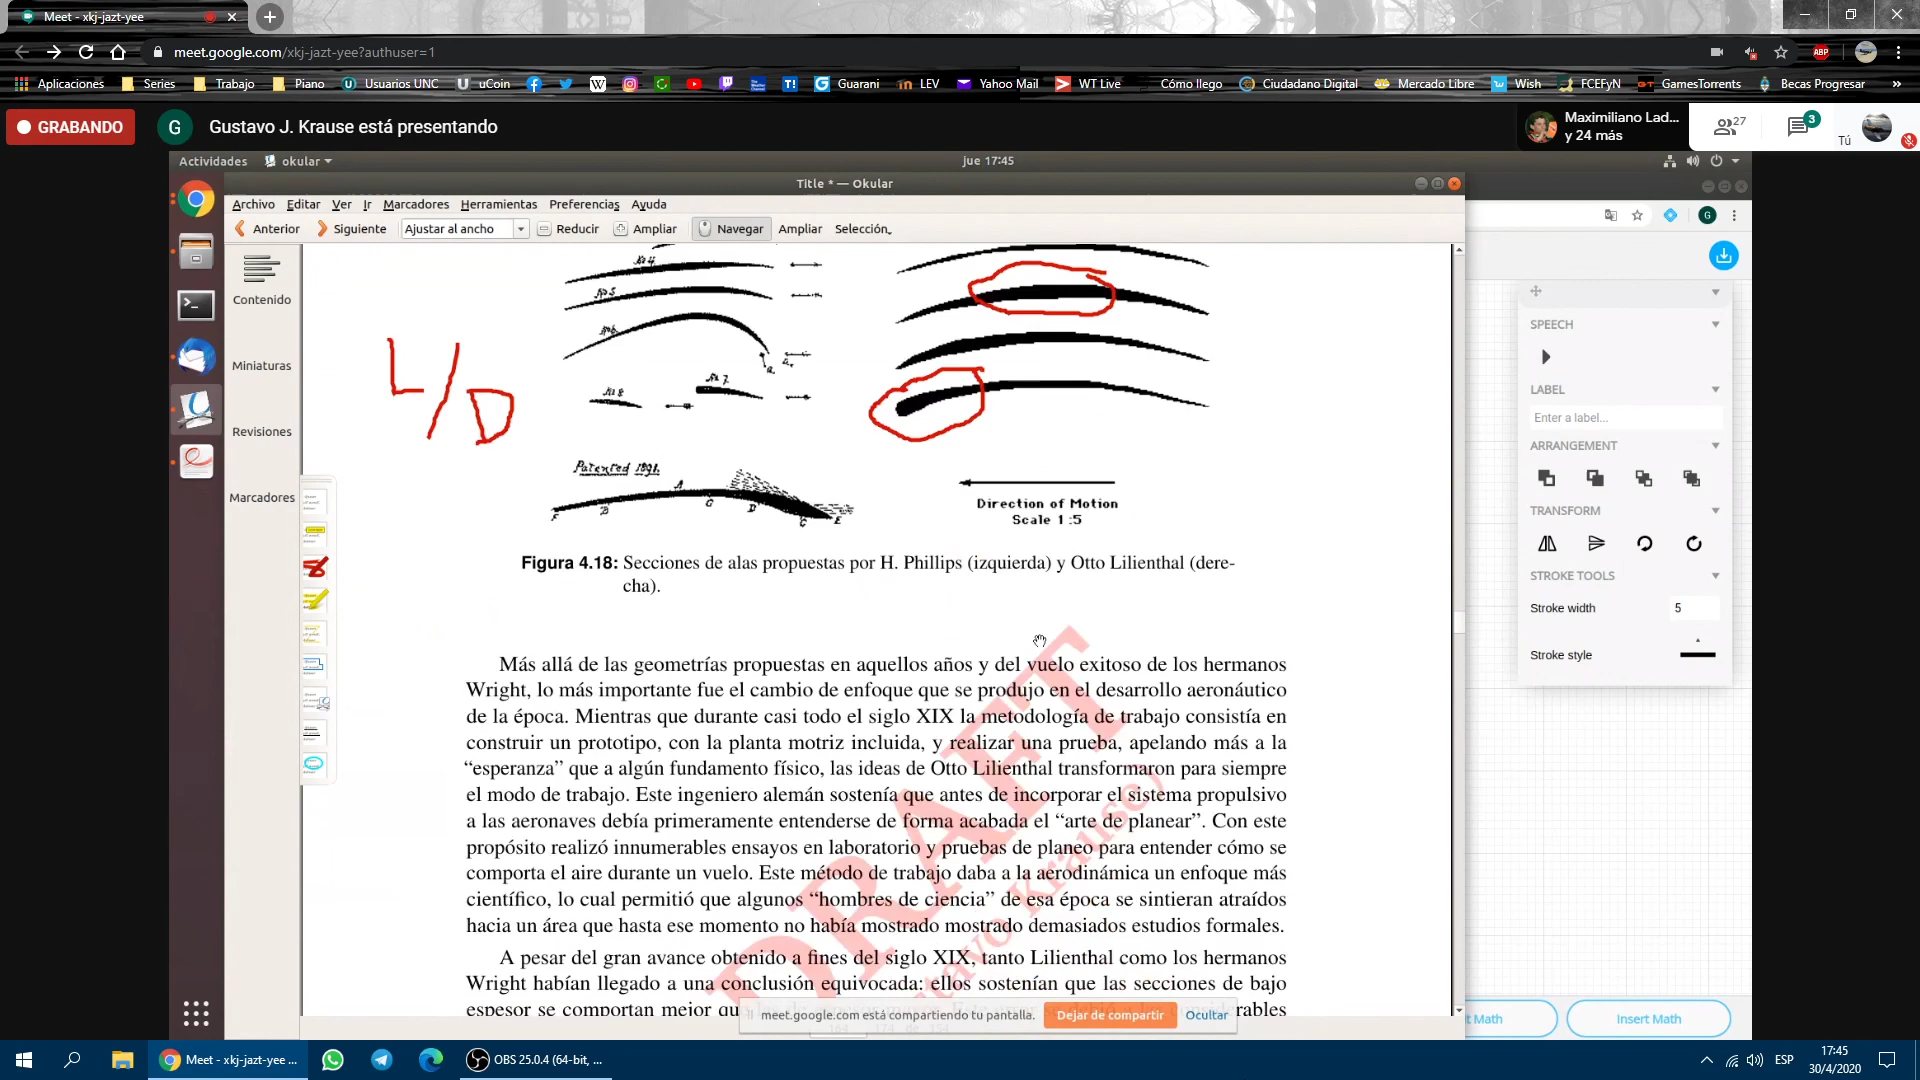 Meet - xkj-jazt-yee
meet.google.com/xkj-jazt-yee?authuser=1
ABP
Aplicaciones Series Trabajo Piano Usuarios UNC uCoin Guarani LEV Yahoo Mail WT Live Cómo llego Ciudadano Digital Mercado Libre Wish FCEFyN GamesTorrents Becas Progresar »
GRABANDO G Gustavo J. Krause está presentando
Maximiliano Lad...
y 24 más
27
3
Tú
Actividades okular jue 17:45
Title * — Okular
Archivo Editar Ver Ir Marcadores Herramientas Preferencias Ayuda
Anterior Siguiente Ajustar al ancho Reducir Ampliar Navegar Ampliar Selección
G
Contenido
Miniaturas
Revisiones
Marcadores
No 4.
No 5.
No 6.
No 7.
No 8
L/D
Patented 1891.
A
F B G D C E
Direction of Motion
Scale 1:5
Figura 4.18: Secciones de alas propuestas por H. Phillips (izquierda) y Otto Lilienthal (dere-
cha).
Más allá de las geometrías propuestas en aquellos años y del vuelo exitoso de los hermanos
Wright, lo más importante fue el cambio de enfoque que se produjo en el desarrollo aeronáutico
de la época. Mientras que durante casi todo el siglo XIX la metodología de trabajo consistía en
construir un prototipo, con la planta motriz incluida, y realizar una prueba, apelando más a la
“esperanza” que a algún fundamento físico, las ideas de Otto Lilienthal transformaron para siempre
el modo de trabajo. Este ingeniero alemán sostenía que antes de incorporar el sistema propulsivo
a las aeronaves debía primeramente entenderse de forma acabada el “arte de planear”. Con este
propósito realizó innumerables ensayos en laboratorio y pruebas de planeo para entender cómo se
comporta el aire durante un vuelo. Este método de trabajo daba a la aerodinámica un enfoque más
científico, lo cual permitió que algunos “hombres de ciencia” de esa época se sintieran atraídos
hacia un área que hasta ese momento no había mostrado mostrado demasiados estudios formales.
A pesar del gran avance obtenido a fines del siglo XIX, tanto Lilienthal como los hermanos
Wright habían llegado a una conclusión equivocada: ellos sostenían que las secciones de bajo
espesor se comportan mejor
DRAFT
Krause)
meet.google.com está compartiendo tu pantalla. Dejar de compartir Ocultar
SPEECH
LABEL
Enter a label...
ARRANGEMENT
TRANSFORM
STROKE TOOLS
Stroke width 5
Stroke style
Math
Insert Math
Meet - xkj-jazt-yee ... OBS 25.0.4 (64-bit, ...
ESP
17:45
30/4/2020